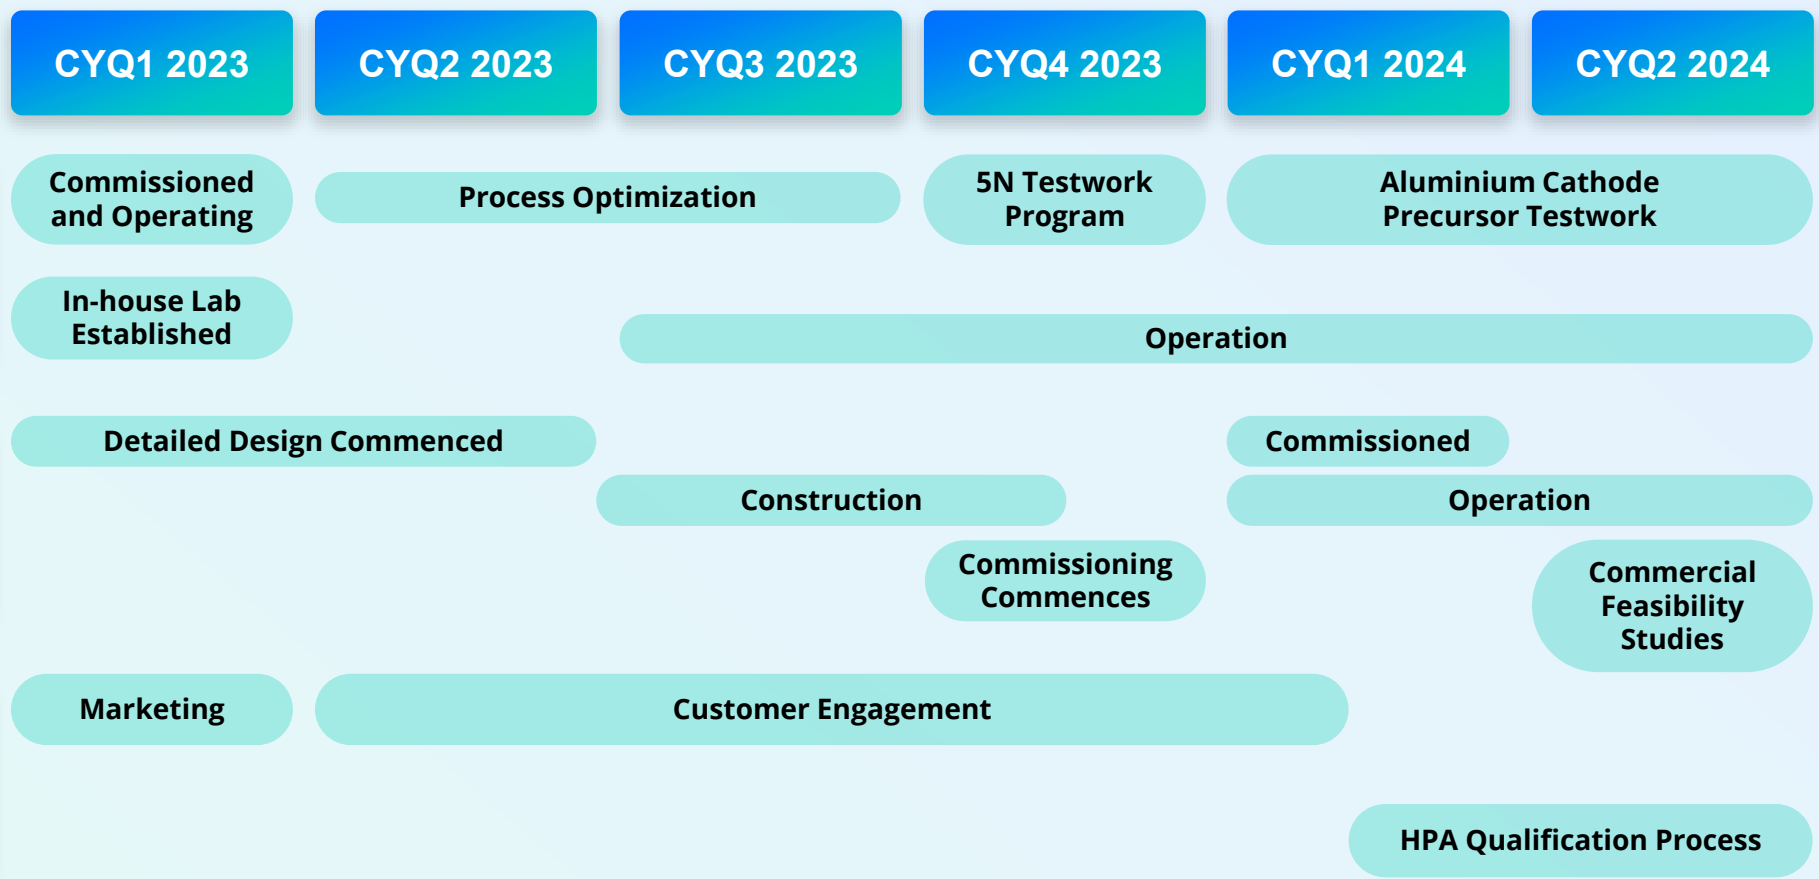 CYQ1 2023
CYQ2 2023
CYQ3 2023
CYQ4 2023
CYQ1 2024
CYQ2 2024
Commissioned
and Operating
Process Optimization
5N Testwork
Program
Aluminium Cathode
Precursor Testwork
In-house Lab
Established
Operation
Detailed Design Commenced
Commissioned
Construction
Operation
Commissioning
Commences
Commercial
Feasibility
Studies
Marketing
Customer Engagement
HPA Qualification Process